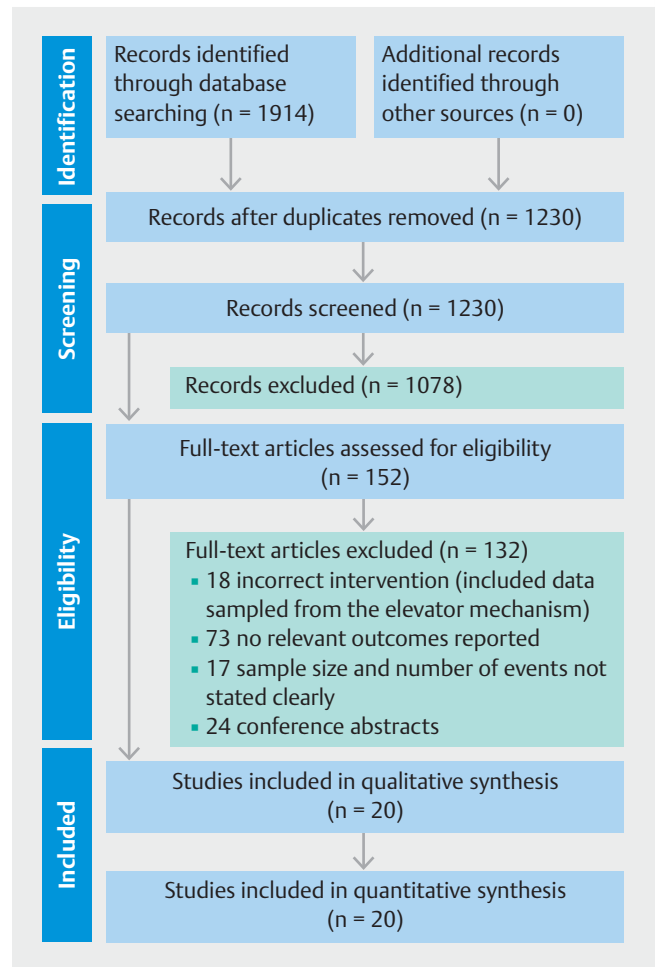 Identification
Records identified
through database
searching (n = 1914)
Additional records
identified through
other sources (n = 0)
Screening
Records after duplicates removed (n = 1230)
Records screened (n = 1230)
Records excluded (n = 1078)
Eligibility
Full-text articles assessed for eligibility
(n = 152)
Full-text articles excluded (n = 132)
▪ 18 incorrect intervention (included data
sampled from the elevator mechanism)
▪ 73 no relevant outcomes reported
▪ 17 sample size and number of events not
stated clearly
▪ 24 conference abstracts
Included
Studies included in qualitative synthesis
(n = 20)
Studies included in quantitative synthesis
(n = 20)